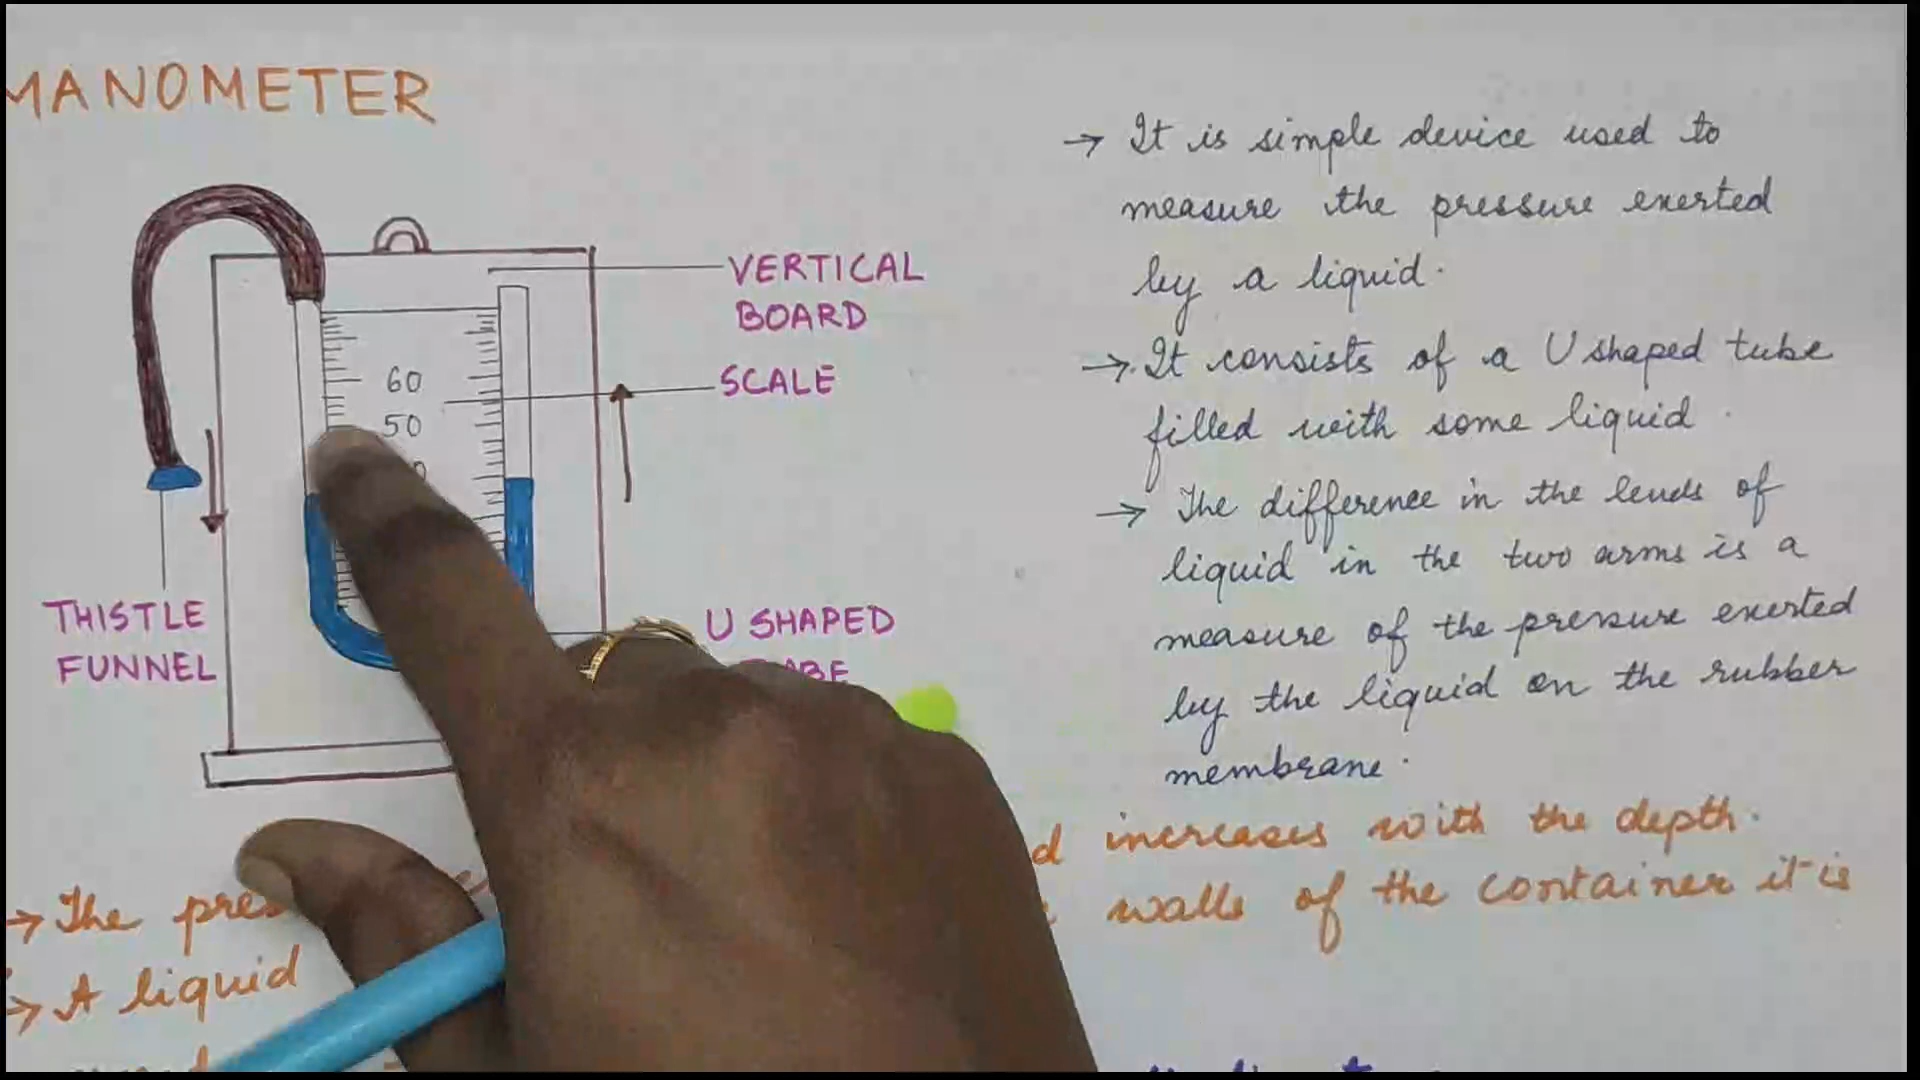 MANOMETER
VERTICAL
BOARD
SCALE
60
50
THISTLE
FUNNEL
U SHAPED
→ It is simple device used to
measure the pressure exerted
by a liquid.
→ It consists of a U shaped tube
filled with some liquid.
→ The difference in the levels of
liquid in the two arms is a
measure of the pressure exerted
by the liquid on the rubber
membrane.
→ The increases with the depth.
→ A liquid walls of the container it is